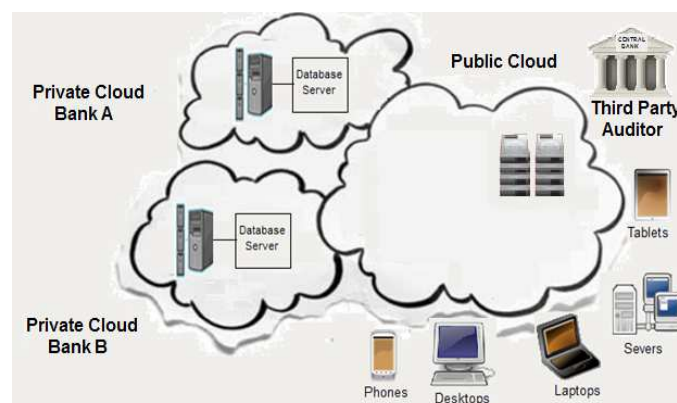 Private Cloud
Bank A
Database
Server
Public Cloud
CENTRAL
BANK
Third Party
Auditor
Tablets
Database
Server
Private Cloud
Bank B
Phones
Desktops
Laptops
Severs